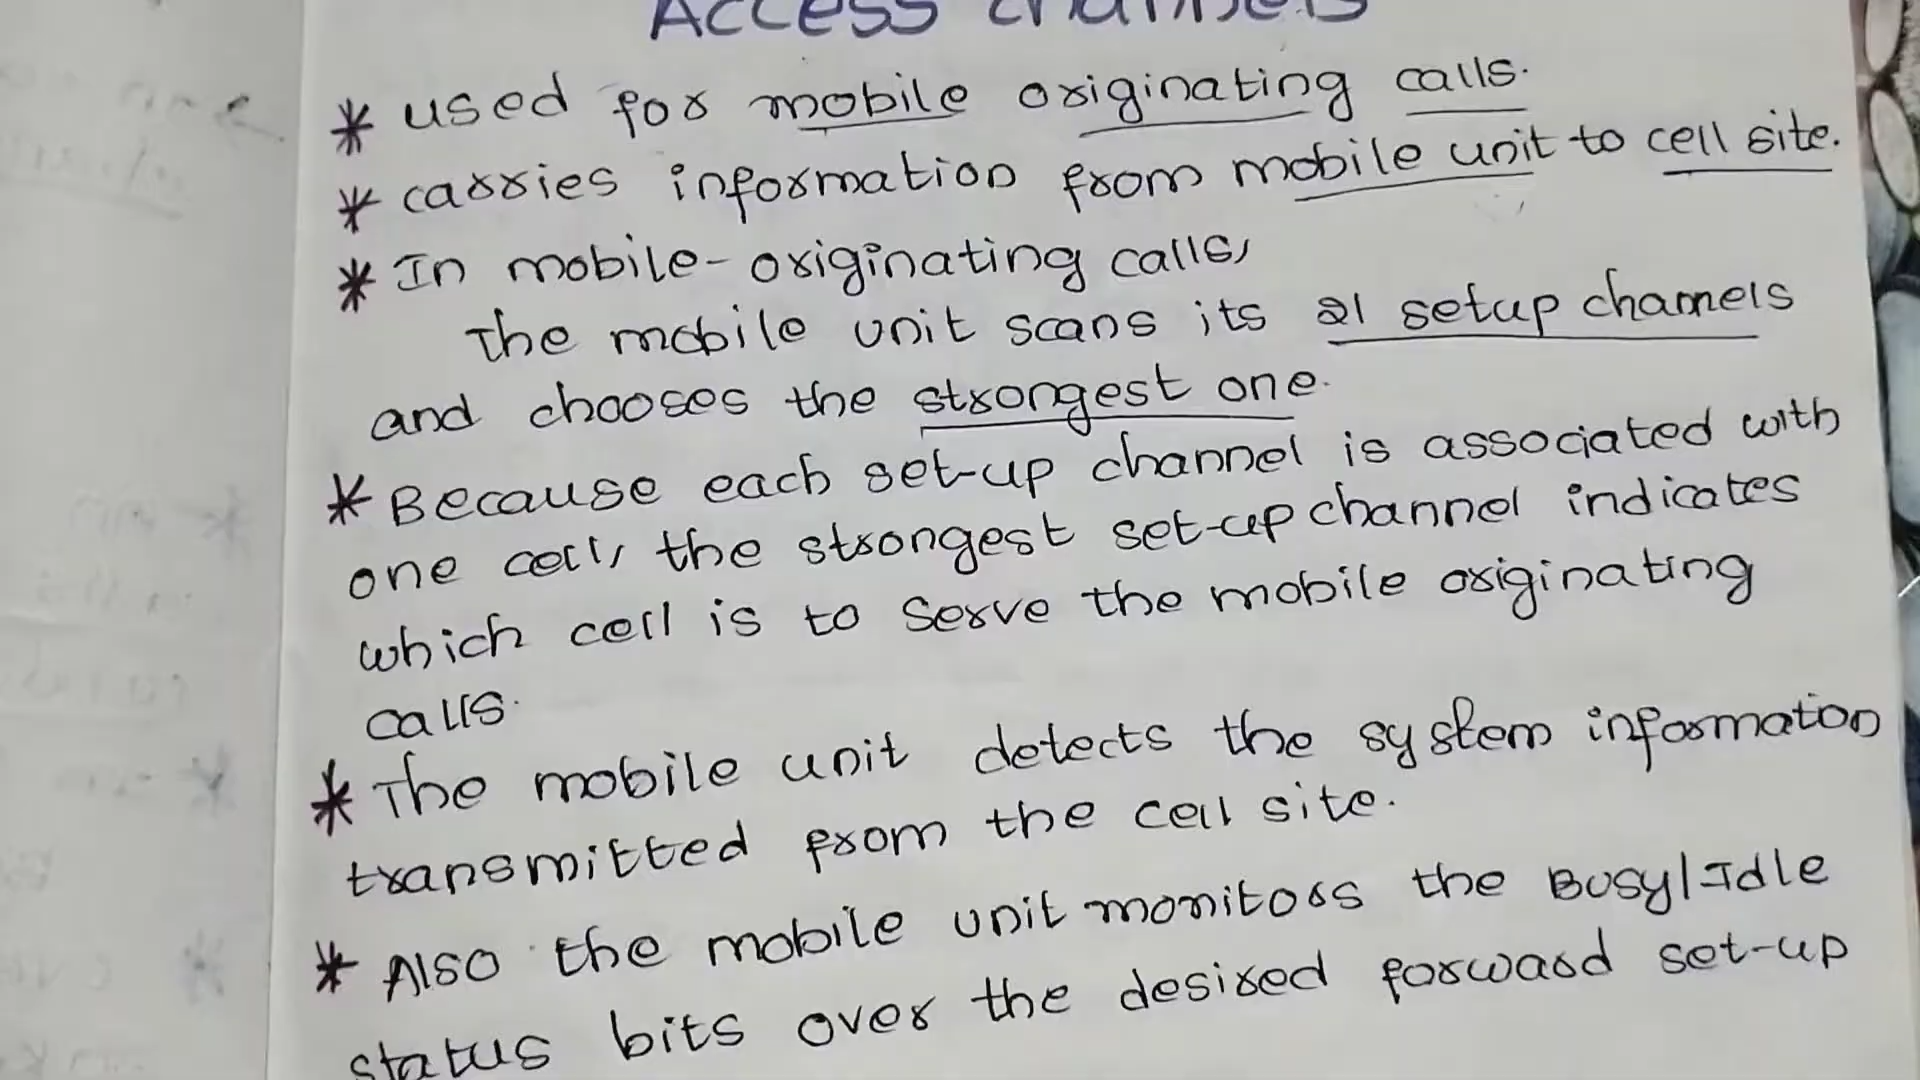 Access channels
* used for mobile originating calls.
* carries information from mobile unit to cell site.
* In mobile-originating calls,
The mobile unit scans its 21 setup channels
and chooses the strongest one.
* Because each set-up channel is associated with
one cell, the strongest set-up channel indicates
which cell is to serve the mobile originating
calls.
* The mobile unit detects the system information
transmitted from the cell site.
* Also the mobile unit monitors the Busy/Idle
status bits over the desired forward set-up